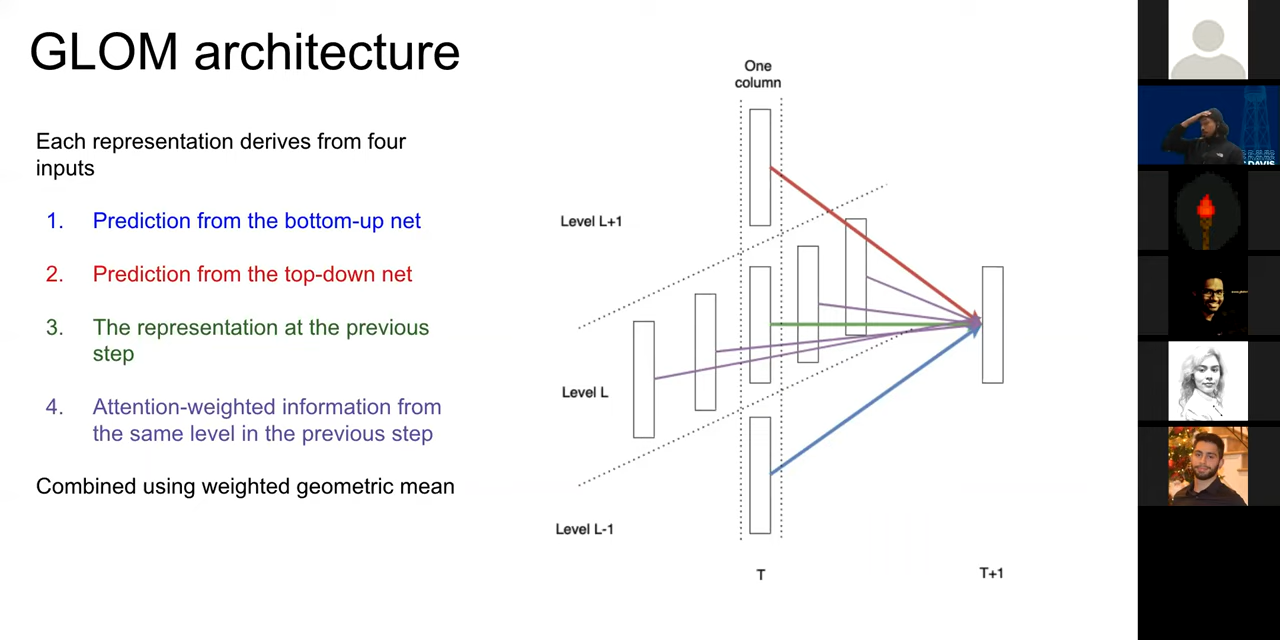 GLOM architecture
Each representation derives from four
inputs
1. Prediction from the bottom-up net
2. Prediction from the top-down net
3. The representation at the previous
step
4. Attention-weighted information from
the same level in the previous step
Combined using weighted geometric mean
One
column
Level L+1
Level L
Level L-1
T
T+1
DAVIS